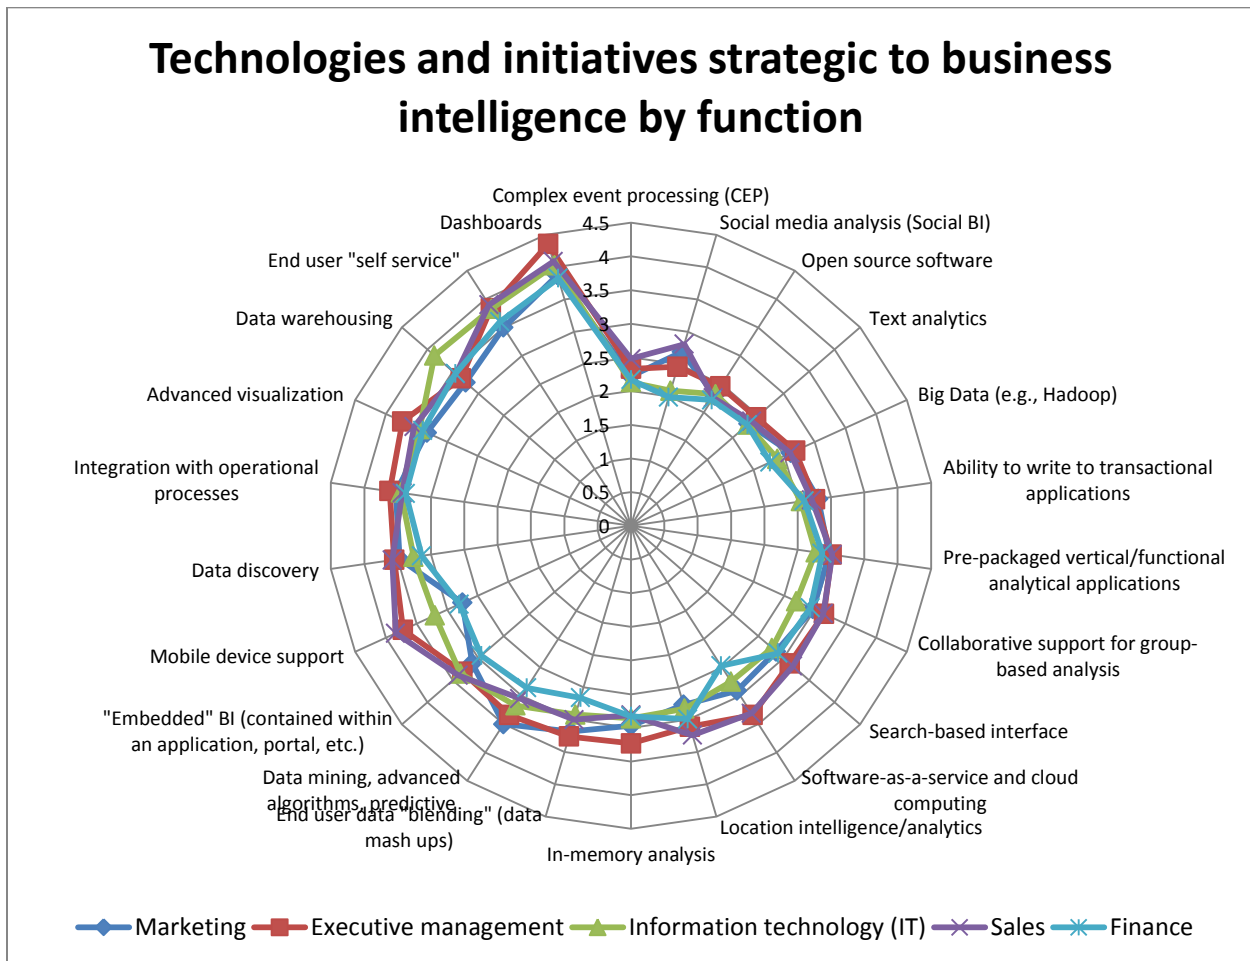 Technologies and initiatives strategic to business
intelligence by function
Complex event processing (CEP)
Dashboards
Social media analysis (Social BI)
End user "self service"
Open source software
Data warehousing
Text analytics
Advanced visualization
Big Data (e.g., Hadoop)
Integration with operational
processes
Ability to write to transactional
applications
Data discovery
Pre-packaged vertical/functional
analytical applications
Mobile device support
Collaborative support for group-
based analysis
"Embedded" BI (contained within
an application, portal, etc.)
Search-based interface
Data mining, advanced
algorithms, predictive
Software-as-a-service and cloud
computing
End user data "blending" (data
mash ups)
Location intelligence/analytics
In-memory analysis
4.5
4
3.5
3
2.5
2
1.5
1
0.5
0
Marketing
Executive management
Information technology (IT)
Sales
Finance